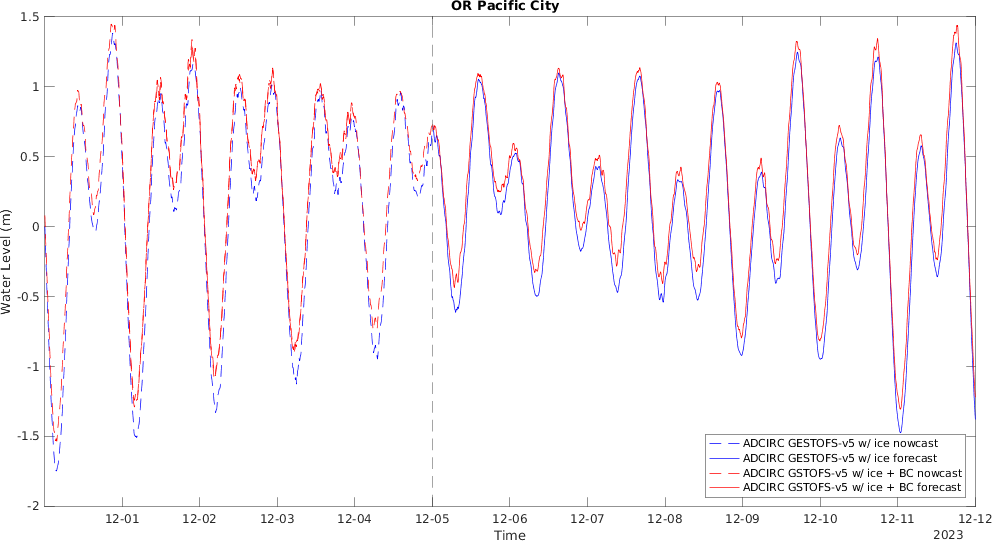 OR Pacific City
1.5
1
0.5
0
-0.5
-1
-1.5
-2
Water Level (m)
12-01 12-02 12-03 12-04 12-05 12-06 12-07 12-08 12-09 12-10 12-11 12-12
Time
2023
ADCIRC GESTOFS-v5 w/ ice nowcast
ADCIRC GESTOFS-v5 w/ ice forecast
ADCIRC GSTOFS-v5 w/ ice + BC nowcast
ADCIRC GSTOFS-v5 w/ ice + BC forecast